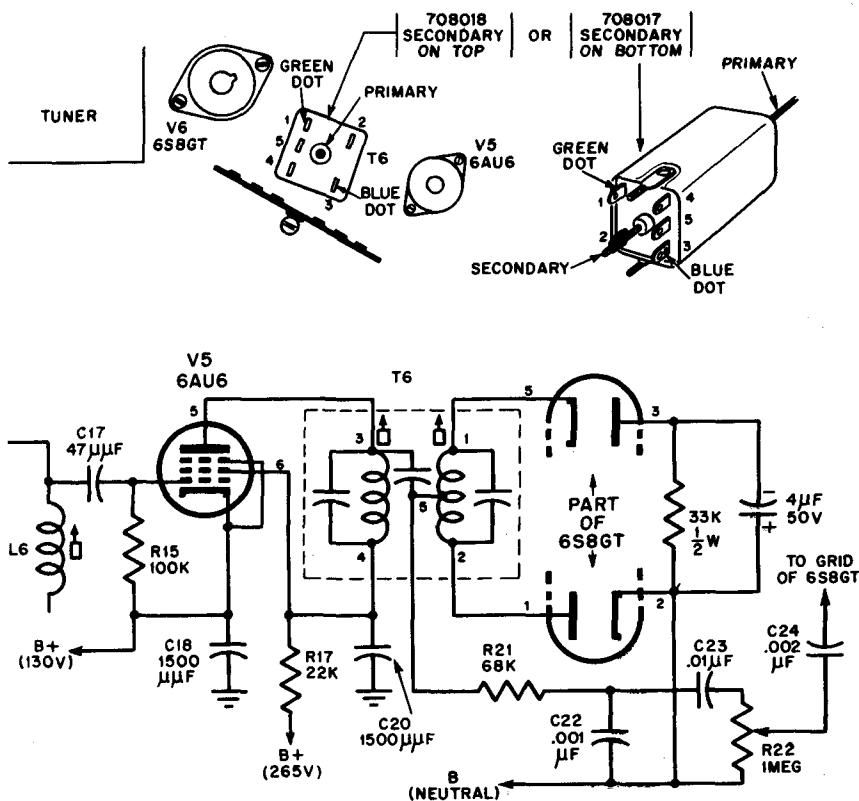 708018
SECONDARY
ON TOP
OR
708017
SECONDARY
ON BOTTOM
TUNER
V6
6S8GT
GREEN
DOT
PRIMARY
1
2
5
4
3
T6
BLUE
DOT
V5
6AU6
PRIMARY
GREEN
DOT
1
4
5
2
3
SECONDARY
BLUE
DOT
V5
6AU6
T6
5
C17
47μμF
6
3
1
5
4
2
5
3
PART
OF
6S8GT
1
2
33K
1/2 W
−
+
4μF
50V
L6
R15
100K
TO GRID
OF 6S8GT
B+
(130V)
C18
1500
μμF
R17
22K
C20
1500μμF
R21
68K
C23
.01μF
C24
.002
μF
C22
.001
μF
R22
1MEG
B+
(265V)
B
(NEUTRAL)